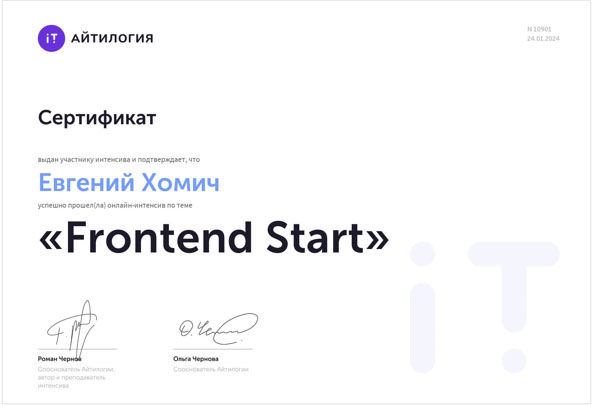 iT АЙТИЛОГИЯ
N 10901
24.01.2024
Сертификат
выдан участнику интенсива и подтверждает, что
Евгений Хомич
успешно прошел(ла) онлайн-интенсив по теме
«Frontend Start»
Роман Чернов
Сооснователь Айтилогии,
автор и преподаватель
интенсива
Ольга Чернова
Сооснователь Айтилогии
iT